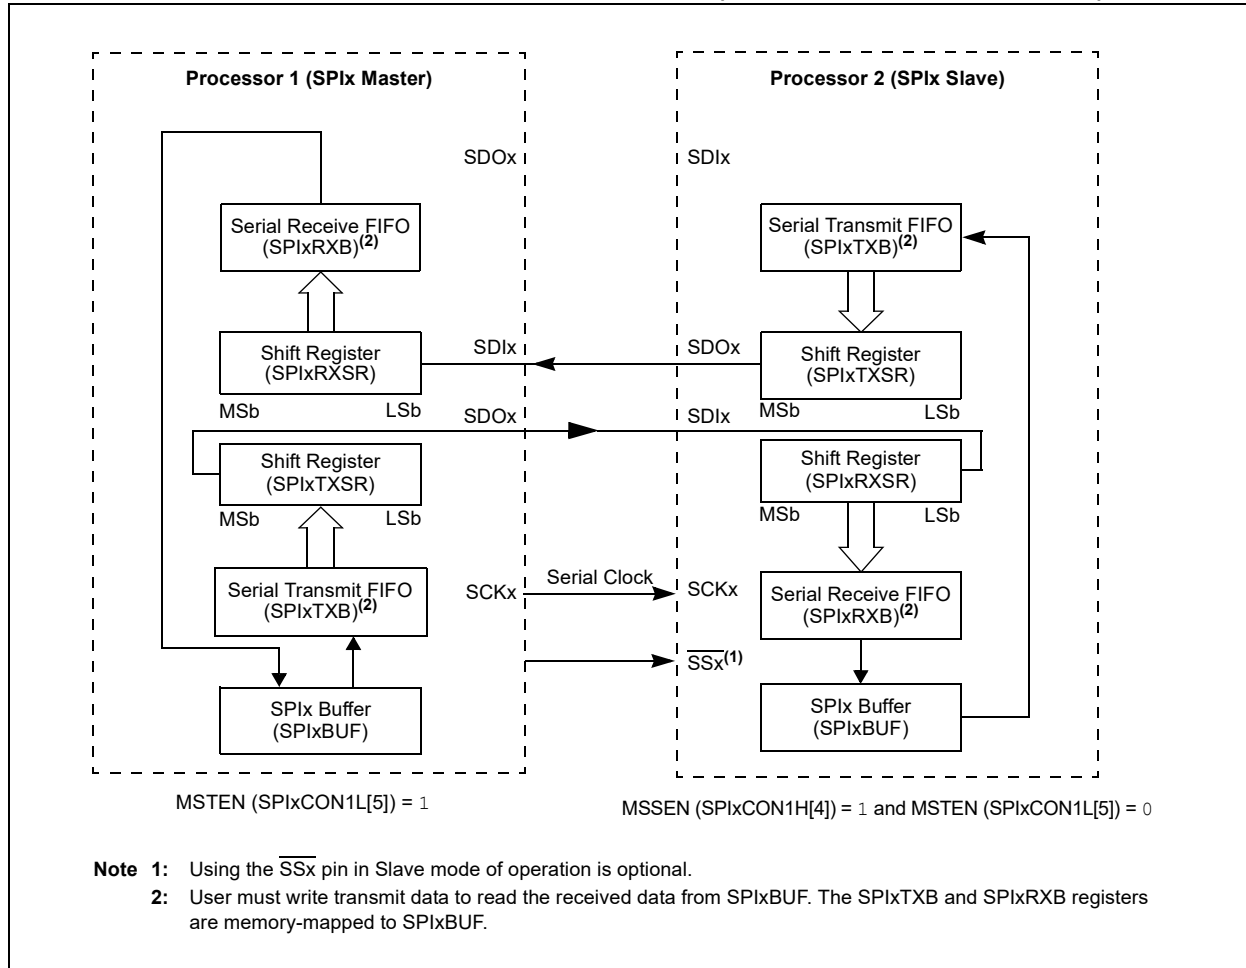 Processor 1 (SPIx Master)
Processor 2 (SPIx Slave)
SDOx
SDIx
Serial Receive FIFO
(SPIxRXB)(2)
Serial Transmit FIFO
(SPIxTXB)(2)
Shift Register
(SPIxRXSR)
SDIx
SDOx
Shift Register
(SPIxTXSR)
MSb
LSb
MSb
LSb
SDOx
SDIx
Shift Register
(SPIxTXSR)
Shift Register
(SPIxRXSR)
MSb
LSb
MSb
LSb
Serial Transmit FIFO
(SPIxTXB)(2)
SCKx
Serial Clock
SCKx
Serial Receive FIFO
(SPIxRXB)(2)
SSx(1)
SPIx Buffer
(SPIxBUF)
SPIx Buffer
(SPIxBUF)
MSTEN (SPIxCON1L[5]) = 1
MSSEN (SPIxCON1H[4]) = 1 and MSTEN (SPIxCON1L[5]) = 0
Note 1: Using the SSx pin in Slave mode of operation is optional.
2: User must write transmit data to read the received data from SPIxBUF. The SPIxTXB and SPIxRXB registers
are memory-mapped to SPIxBUF.